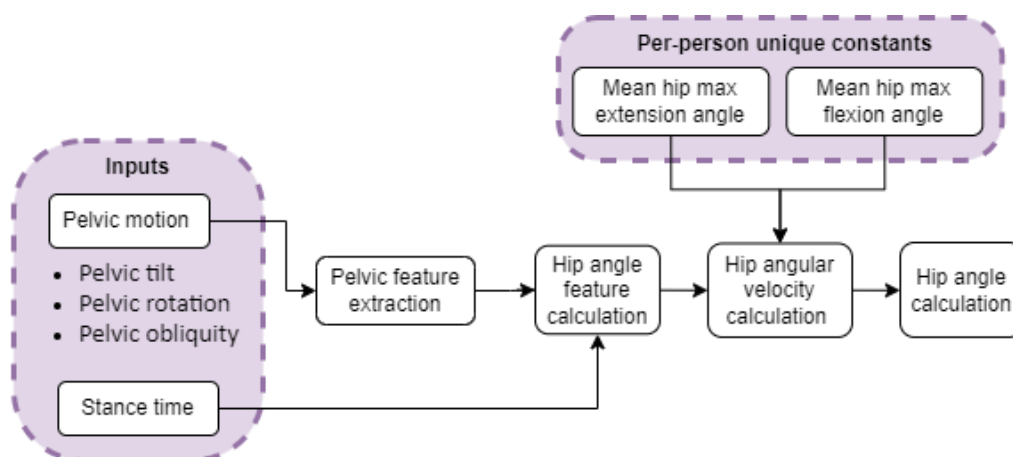 Per-person unique constants
Mean hip max
extension angle
Mean hip max
flexion angle
Inputs
Pelvic motion
• Pelvic tilt
• Pelvic rotation
• Pelvic obliquity
Stance time
Pelvic feature
extraction
Hip angle
feature
calculation
Hip angular
velocity
calculation
Hip angle
calculation